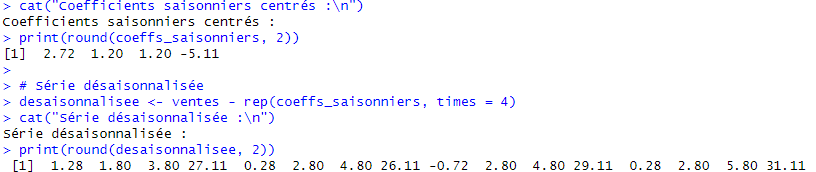 > cat("Coefficients saisonniers centrés :\n")
Coefficients saisonniers centrés :
> print(round(coeffs_saisonniers, 2))
[1]  2.72  1.20  1.20 -5.11
>
> # Série désaisonnalisée
> desaisonnalisee <- ventes - rep(coeffs_saisonniers, times = 4)
> cat("Série désaisonnalisée :\n")
Série désaisonnalisée :
> print(round(desaisonnalisee, 2))
 [1]  1.28  1.80  3.80 27.11  0.28  2.80  4.80 26.11 -0.72  2.80  4.80 29.11  0.28  2.80  5.80 31.11